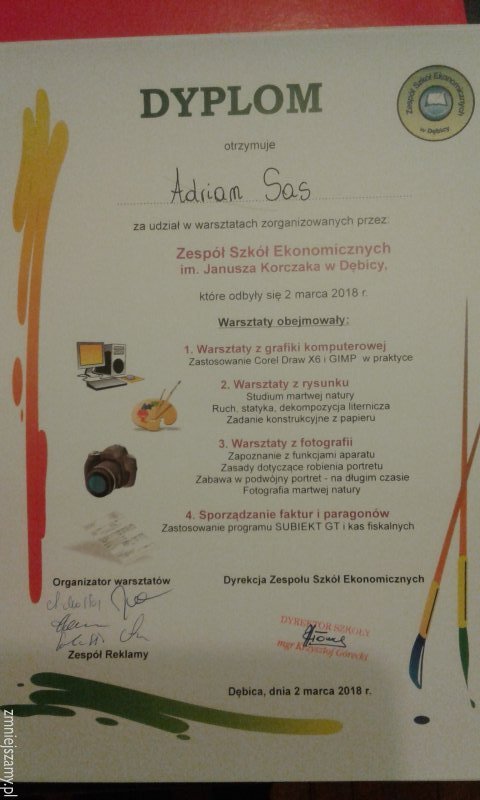 DYPLOM
Zespół Szkół Ekonomicznych
w Dębicy
otrzymuje
Adrian Sas
za udział w warsztatach zorganizowanych przez:
Zespół Szkół Ekonomicznych
im. Janusza Korczaka w Dębicy,
które odbyły się 2 marca 2018 r.
Warsztaty obejmowały:
1. Warsztaty z grafiki komputerowej
Zastosowanie Corel Draw X6 i GIMP w praktyce
2. Warsztaty z rysunku
Studium martwej natury
Ruch, statyka, dekompozycja liternicza
Zadanie konstrukcyjne z papieru
3. Warsztaty z fotografii
Zapoznanie z funkcjami aparatu
Zasady dotyczące robienia portretu
Zabawa w podwójny portret - na długim czasie
Fotografia martwej natury
4. Sporządzanie faktur i paragonów
Zastosowanie programu SUBIEKT GT i kas fiskalnych
Organizator warsztatów
Dyrekcja Zespołu Szkół Ekonomicznych
DYREKTOR SZKOŁY
mgr Krzysztof Górecki
Zespół Reklamy
Dębica, dnia 2 marca 2018 r.
zmniejszamy.pl